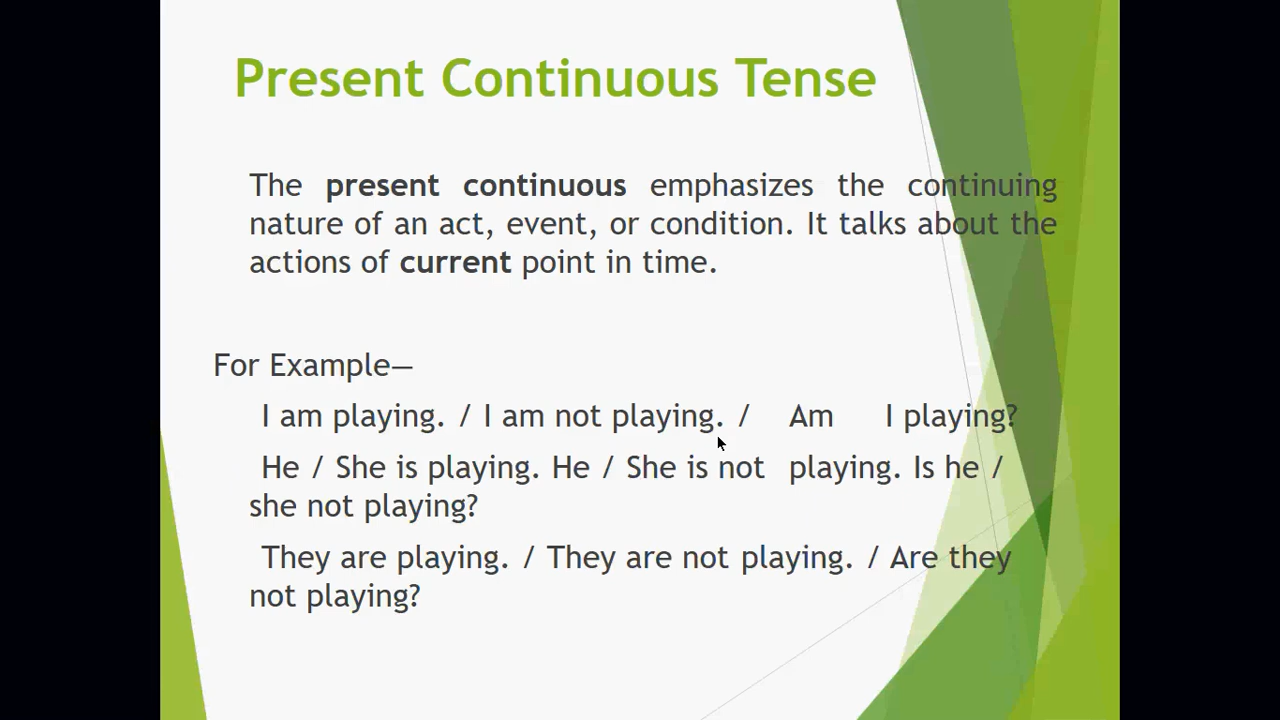 Present Continuous Tense
The present continuous emphasizes the continuing
nature of an act, event, or condition. It talks about the
actions of current point in time.
For Example—
I am playing. / I am not playing. / Am I playing?
He / She is playing. He / She is not playing. Is he /
she not playing?
They are playing. / They are not playing. / Are they
not playing?